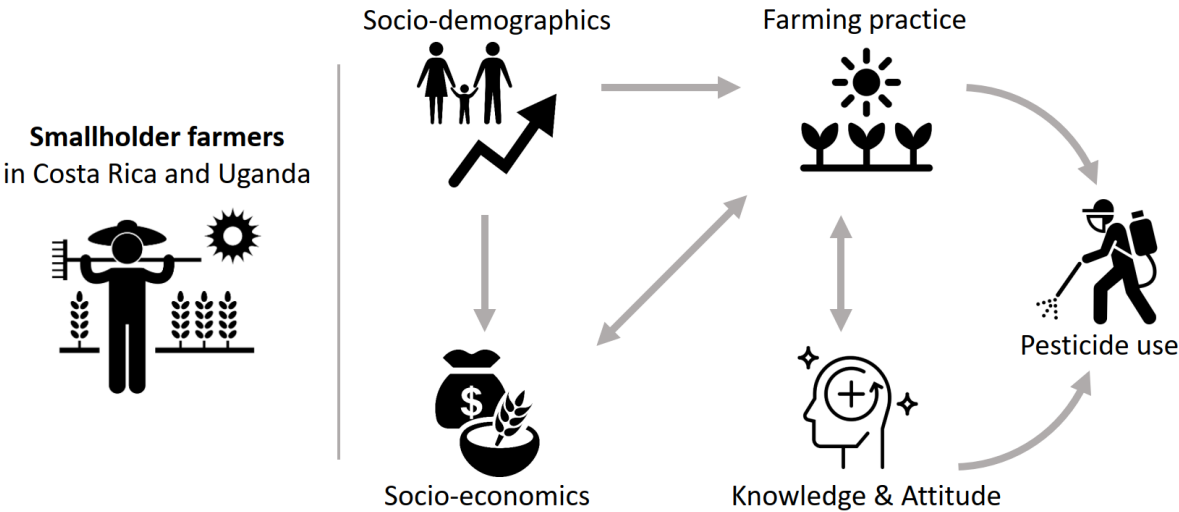 Socio-demographics
Farming practice
Smallholder farmers
in Costa Rica and Uganda
$
Pesticide use
Socio-economics
Knowledge & Attitude